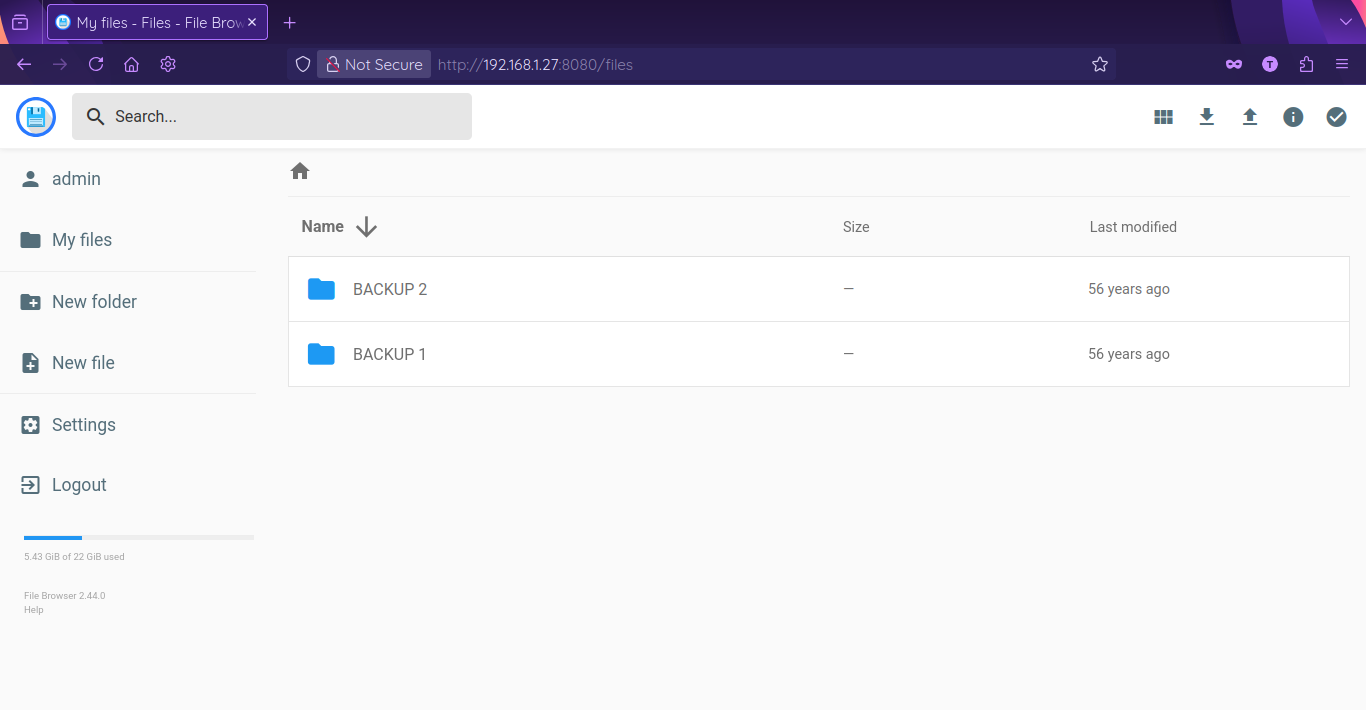 My files - Files - File Brow
Not Secure
http://192.168.1.27:8080/files
T
Search...
admin
My files
New folder
New file
Settings
Logout
5.43 GiB of 22 GiB used
File Browser 2.44.0
Help
Name Size Last modified
BACKUP 2 — 56 years ago
BACKUP 1 — 56 years ago